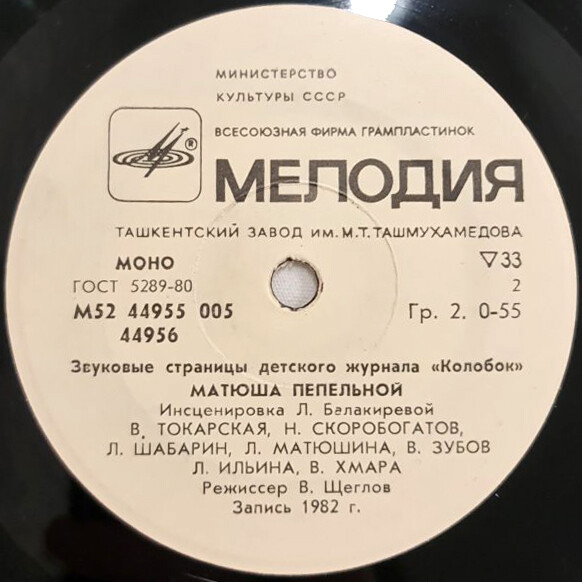 МИНИСТЕРСТВО
КУЛЬТУРЫ СССР
ВСЕСОЮЗНАЯ ФИРМА ГРАМПЛАСТИНОК
®
МЕЛОДИЯ
ТАШКЕНТСКИЙ ЗАВОД ИМ. М.Т. ТАШМУХАМЕДОВА
МОНО ▽33
ГОСТ 5289-80 2
М52 44955 005 Гр. 2. 0-55
44956
Звуковые страницы детского журнала «Колобок»
МАТЮША ПЕПЕЛЬНОЙ
Инсценировка Л. Балакиревой
В. ТОКАРСКАЯ, Н. СКОРОБОГАТОВ,
Л. ШАБАРИН, Л. МАТЮШИНА, В. ЗУБОВ
Л. ИЛЬИНА, В. ХМАРА
Режиссер В. Щеглов
Запись 1982 г.